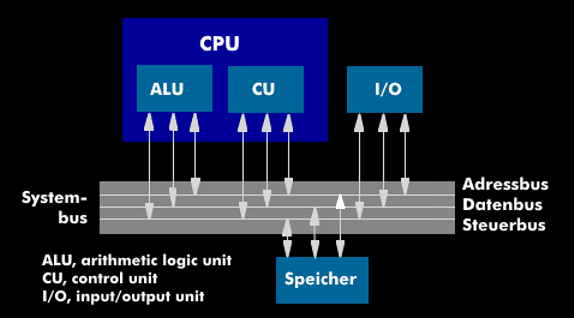 CPU
ALU
CU
I/O
System-
bus
Adressbus
Datenbus
Steuerbus
Speicher
ALU, arithmetic logic unit
CU, control unit
I/O, input/output unit